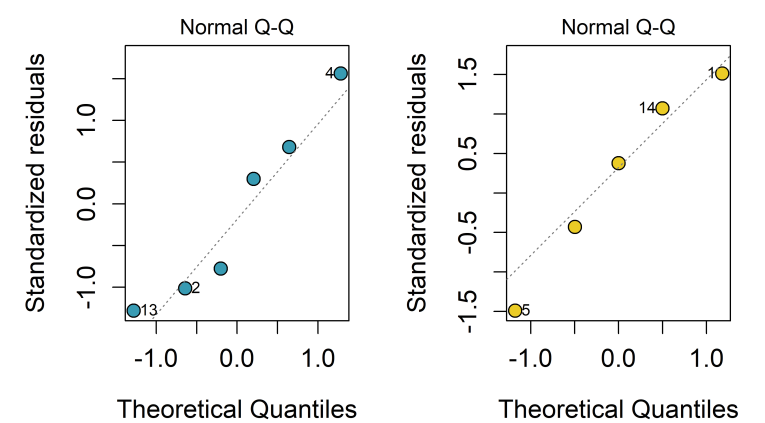 Normal Q-Q
Standardized residuals
1.0
0.0
-1.0
4
2
13
-1.0 0.0 1.0
Theoretical Quantiles
Normal Q-Q
Standardized residuals
1.5
0.5
-0.5
-1.5
14
5
-1.0 0.0 1.0
Theoretical Quantiles